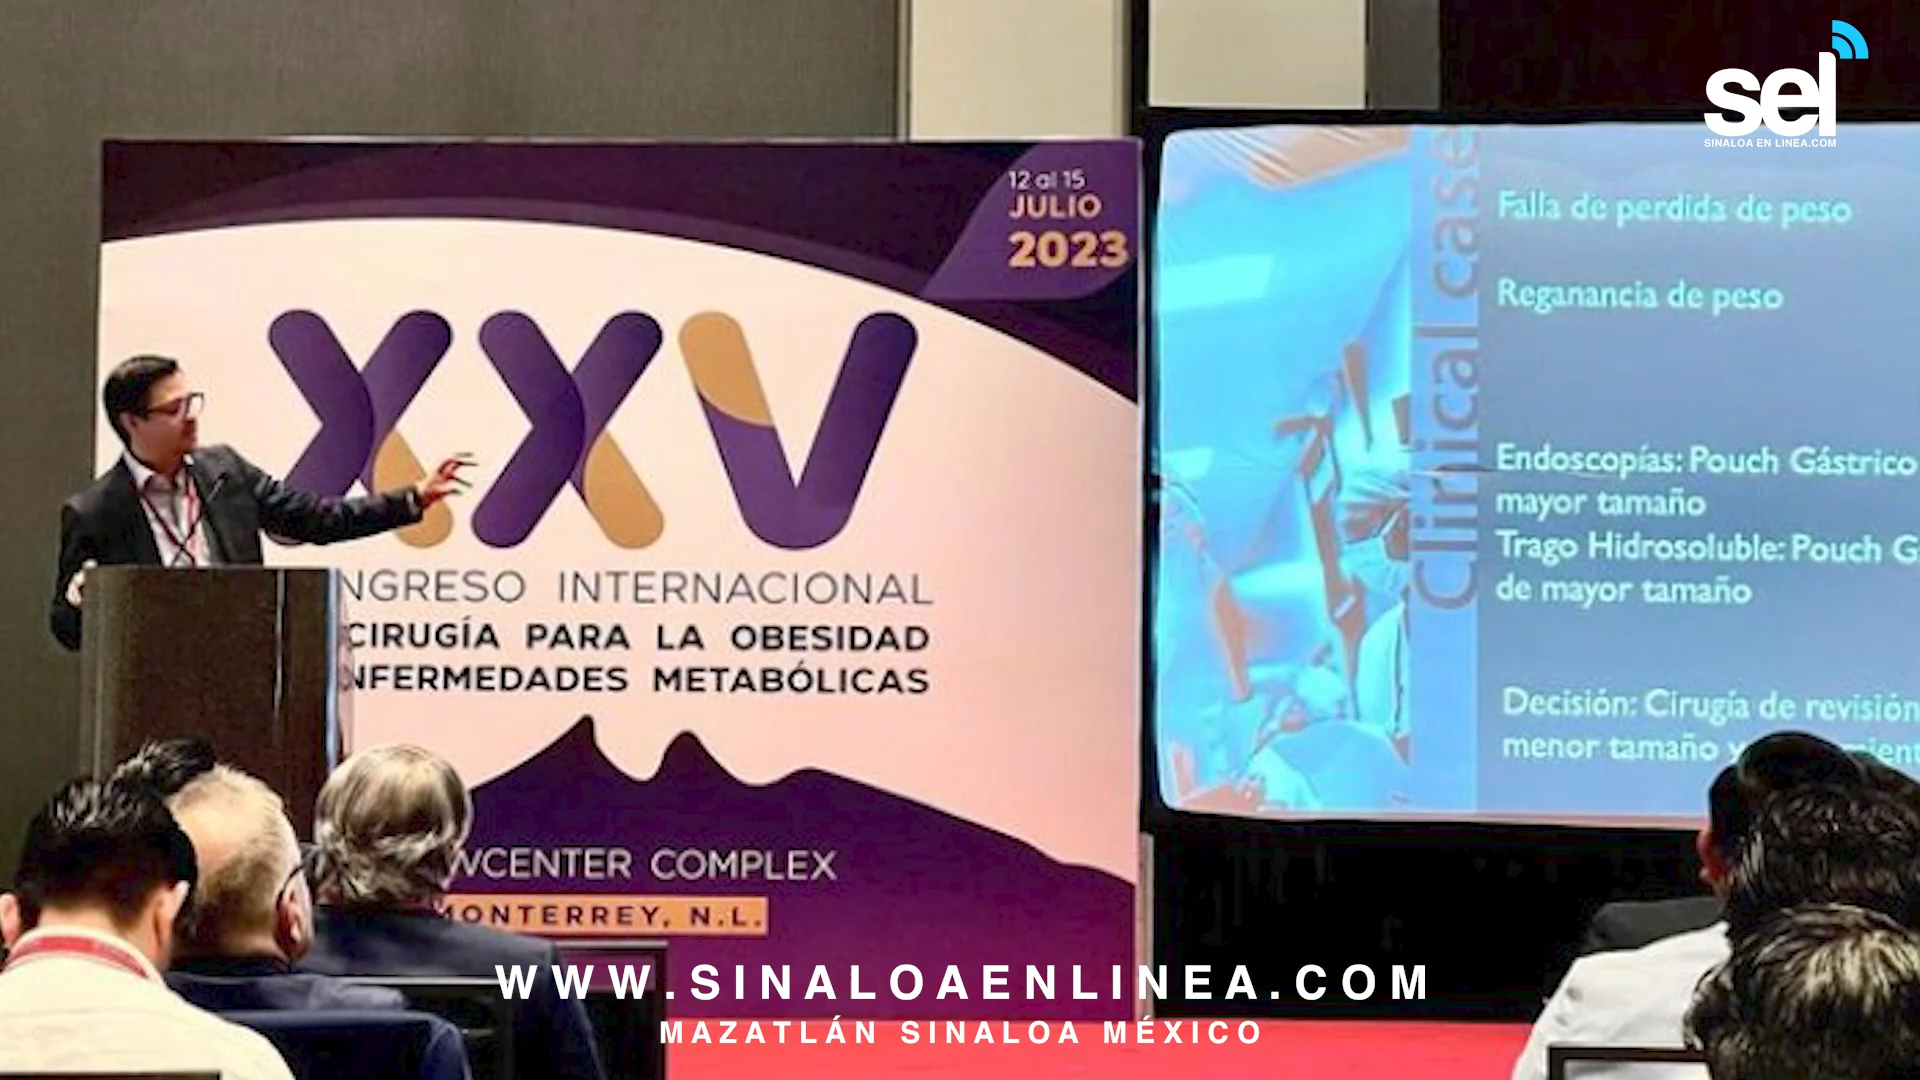 sel
SINALOA EN LINEA.COM
12 al 15
JULIO
2023
XXV
NGRESO INTERNACIONAL
CIRUGÍA PARA LA OBESIDAD
NFERMEDADES METABÓLICAS
WCENTER COMPLEX
MONTERREY, N.L.
Clinical case
Falla de perdida de peso
Reganancia de peso
Endoscopías: Pouch Gástrico
mayor tamaño
Trago Hidrosoluble: Pouch G
de mayor tamaño
Decisión: Cirugía de revisión
menor tamaño y
WWW.SINALOAENLINEA.COM
MAZATLÁN SINALOA MÉXICO